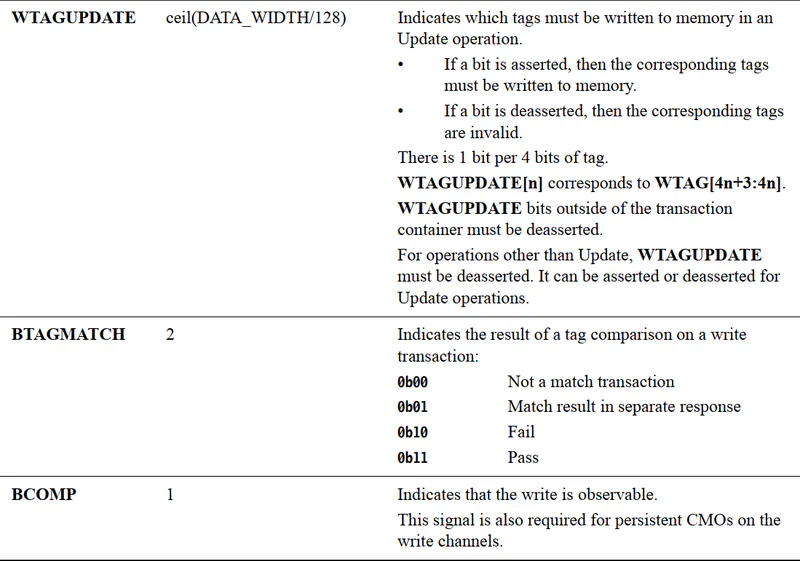 WTAGUPDATE ceil(DATA_WIDTH/128) Indicates which tags must be written to memory in an
Update operation.
• If a bit is asserted, then the corresponding tags
must be written to memory.
• If a bit is deasserted, then the corresponding tags
are invalid.
There is 1 bit per 4 bits of tag.
WTAGUPDATE[n] corresponds to WTAG[4n+3:4n].
WTAGUPDATE bits outside of the transaction
container must be deasserted.
For operations other than Update, WTAGUPDATE
must be deasserted. It can be asserted or deasserted for
Update operations.
BTAGMATCH 2 Indicates the result of a tag comparison on a write
transaction:
0b00 Not a match transaction
0b01 Match result in separate response
0b10 Fail
0b11 Pass
BCOMP 1 Indicates that the write is observable.
This signal is also required for persistent CMOs on the
write channels.